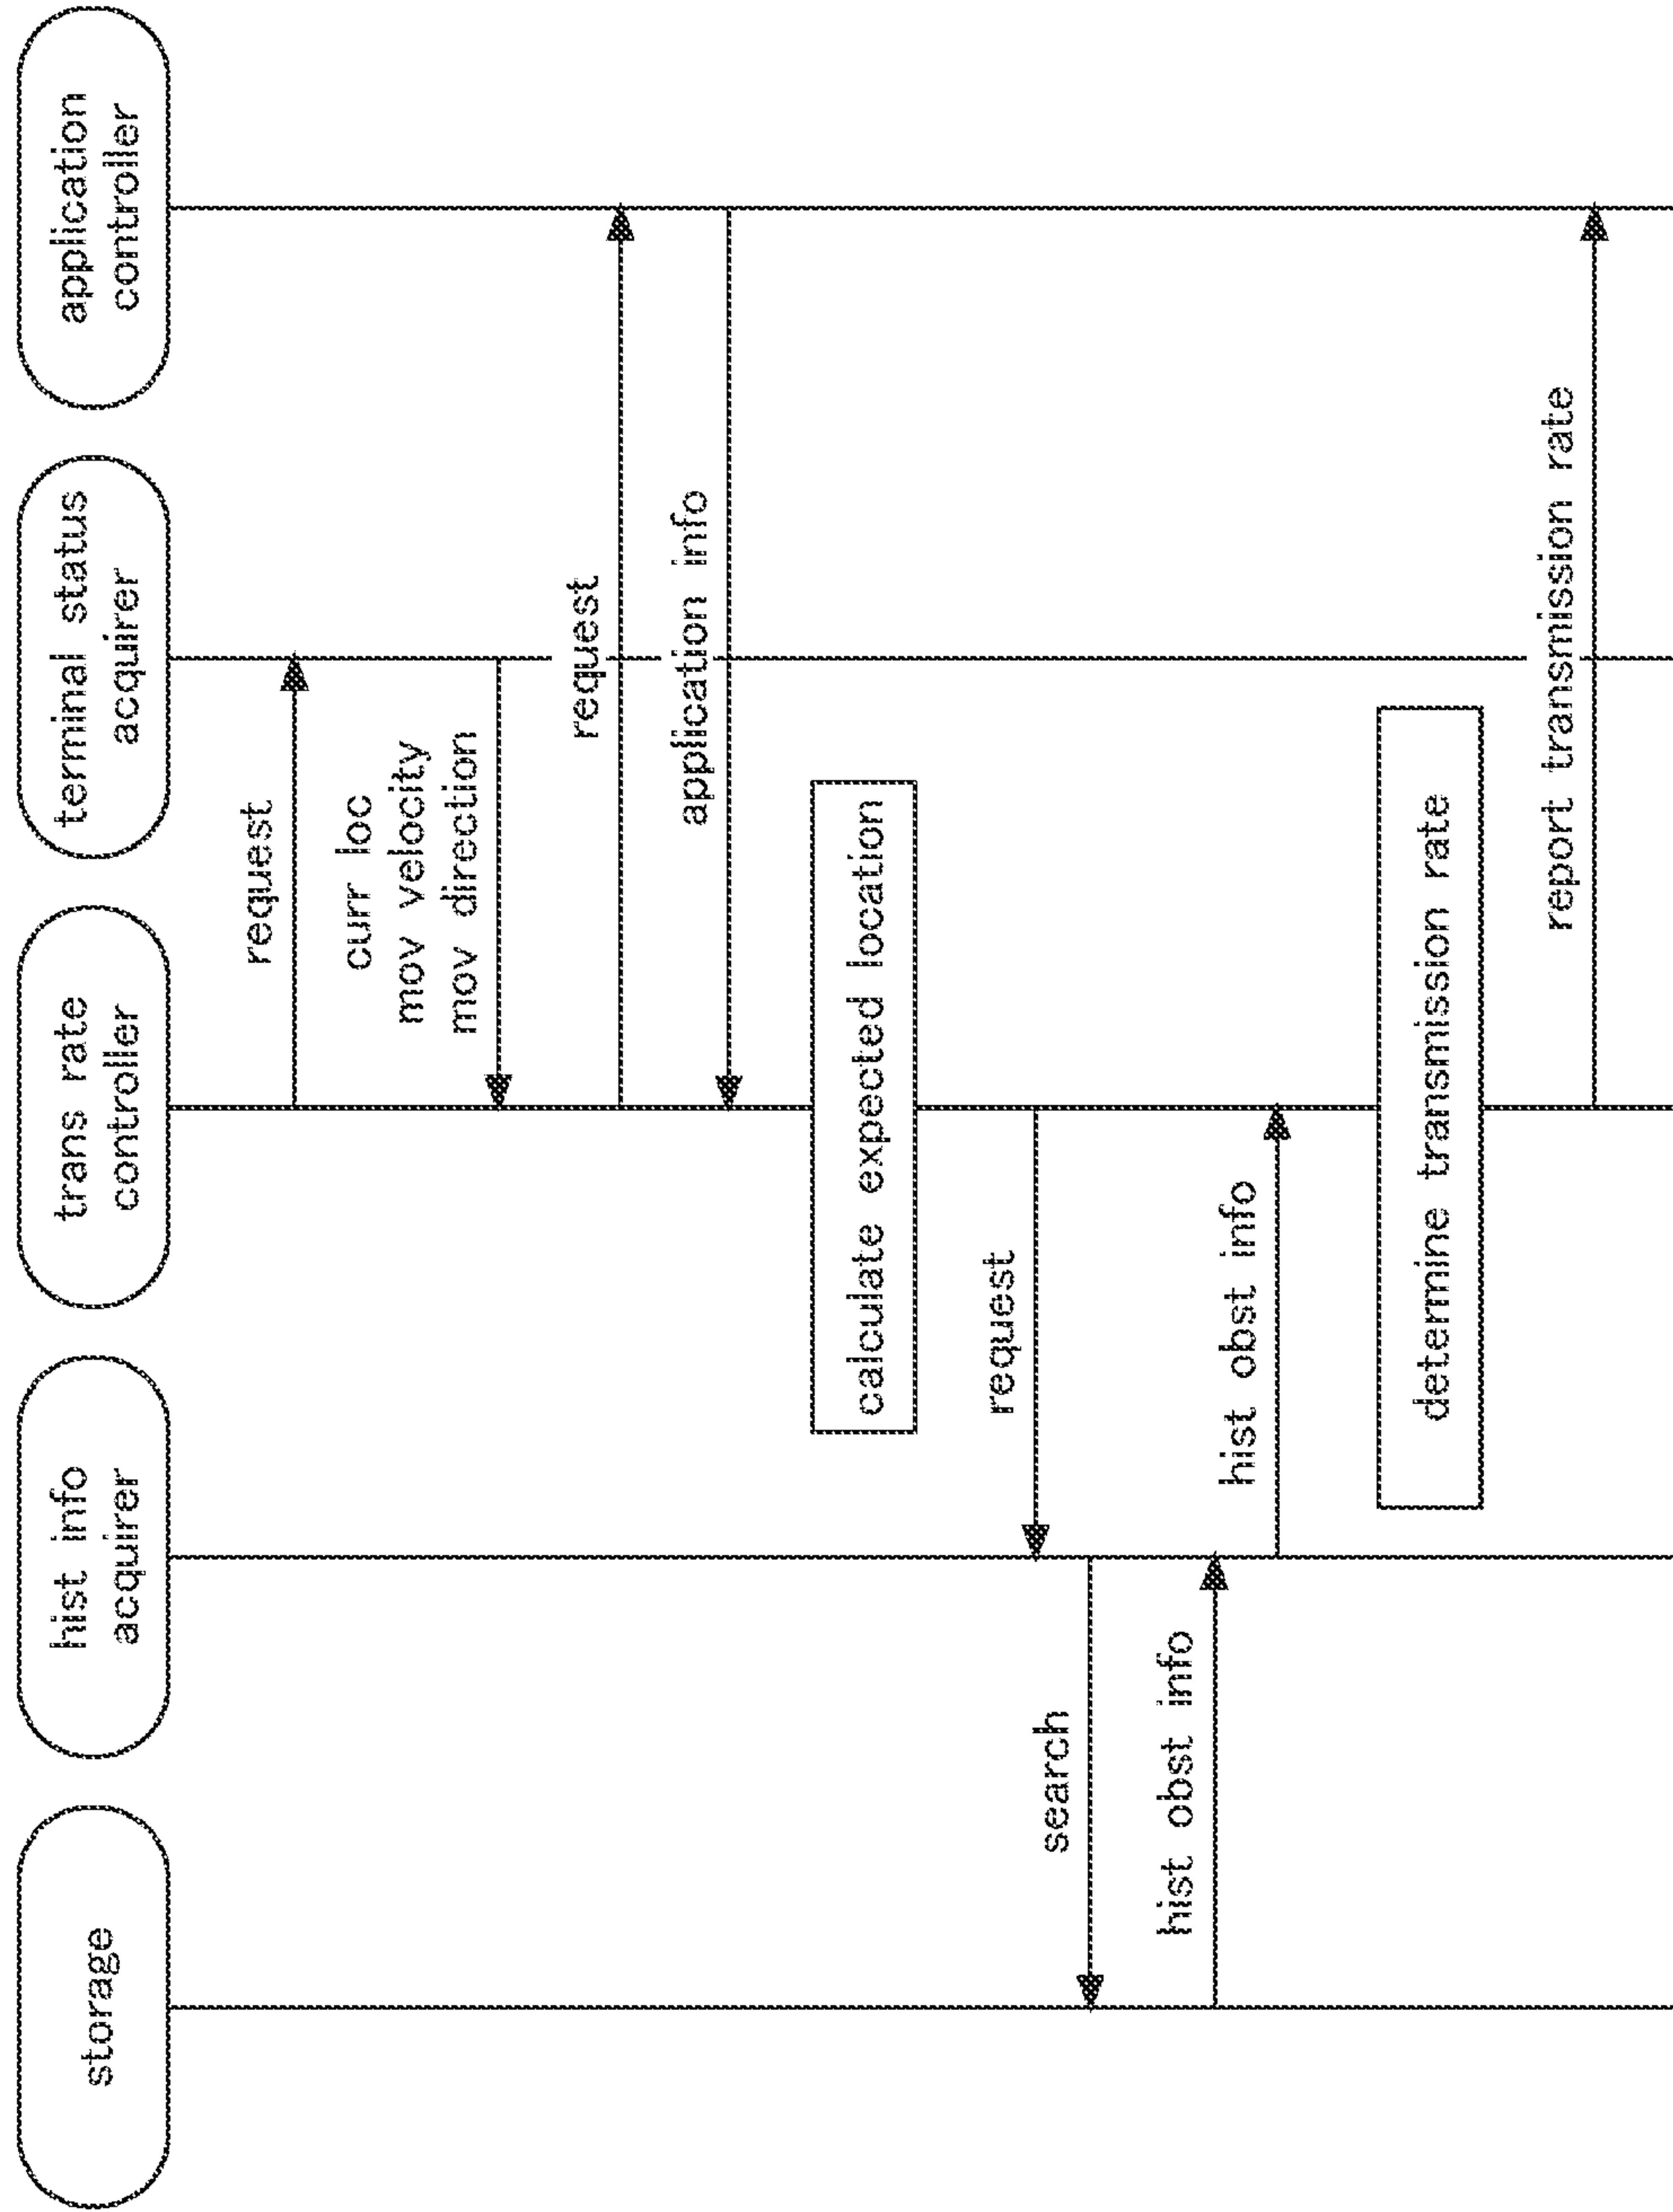 storage
hist info
acquirer
trans rate
controller
terminal status
acquirer
application
controller
request
curr loc
mov velocity
mov direction
request
application info
calculate expected location
request
search
hist obst info
hist obst info
determine transmission rate
report transmission rate